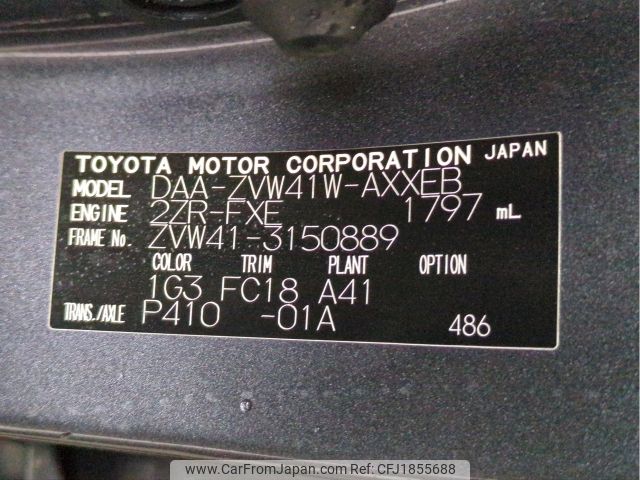 TOYOTA MOTOR CORPORATION JAPAN
MODEL DAA-ZVW41W-AXXEB
ENGINE 2ZR-FXE 1797 mL
FRAME No. ZVW41-3150889
COLOR TRIM PLANT OPTION
1G3 FC18 A41
TRANS./AXLE P410 -01A 486
www.CarFromJapan.com Ref No: CFJ1855688